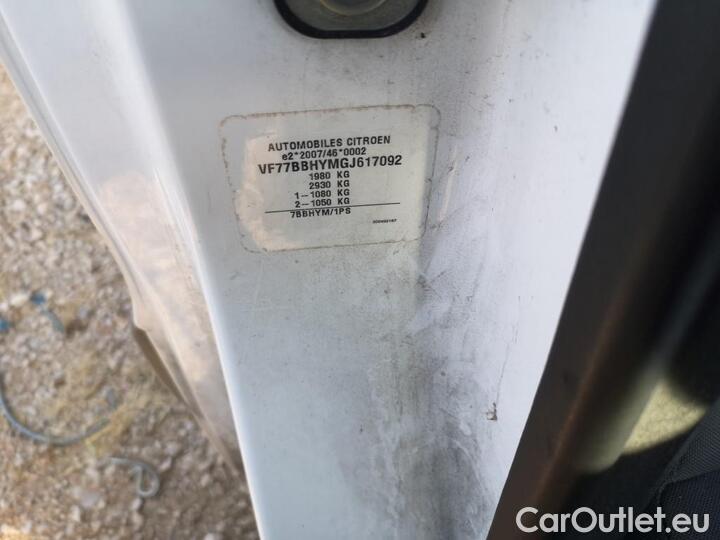 AUTOMOBILES CITROEN
e2*2007/46*0002
VF77BBHYMGJ617092
1980 KG
2930 KG
1-1080 KG
2-1050 KG
7BBHYM/1PS
CarOutlet.eu